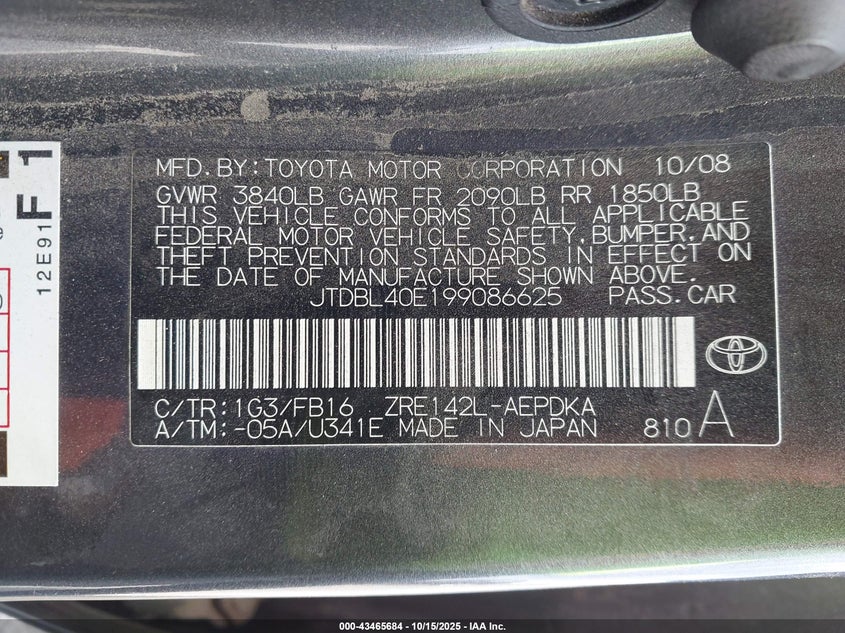 MFD.BY:TOYOTA MOTOR CORPORATION 10/08
GVWR 3840LB GAWR FR 2090LB RR 1850LB
THIS VEHICLE CONFORMS TO ALL APPLICABLE
FEDERAL MOTOR VEHICLE SAFETY,BUMPER,AND
THEFT PREVENTION STANDARDS IN EFFECT ON
THE DATE OF MANUFACTURE SHOWN ABOVE.
JTDBL40E199086625 PASS.CAR
C/TR:1G3/FB16 ZRE142L-AEPDKA
A/TM:-05A/U341E MADE IN JAPAN 810 A
F 1
12E91
000-43465684 - 10/15/2025 - IAA Inc.